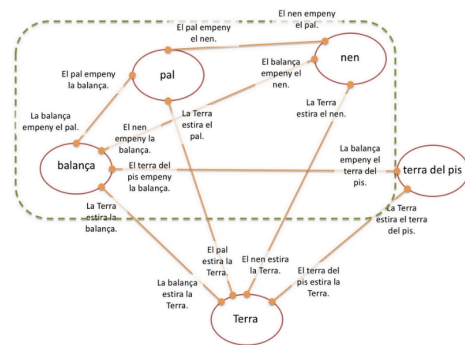 El pal empeny
el nen.
El nen empeny
el pal.
nen
El pal empeny
la balança.
pal
El balança
empeny el
nen.
La balança
empeny el pal.
El nen
empeny la
balança.
La Terra
estira el
pal.
La Terra
estira el nen.
balança
El terra del
pis empeny
la balança.
La balança
empeny el
terra del
pis.
terra del pis
La Terra
estira la
balança.
La Terra
estira el terra
del pis.
El pal
estira la
Terra.
El nen estira
la Terra.
El terra del
pis estira la
Terra.
La balança
estira la
Terra.
Terra